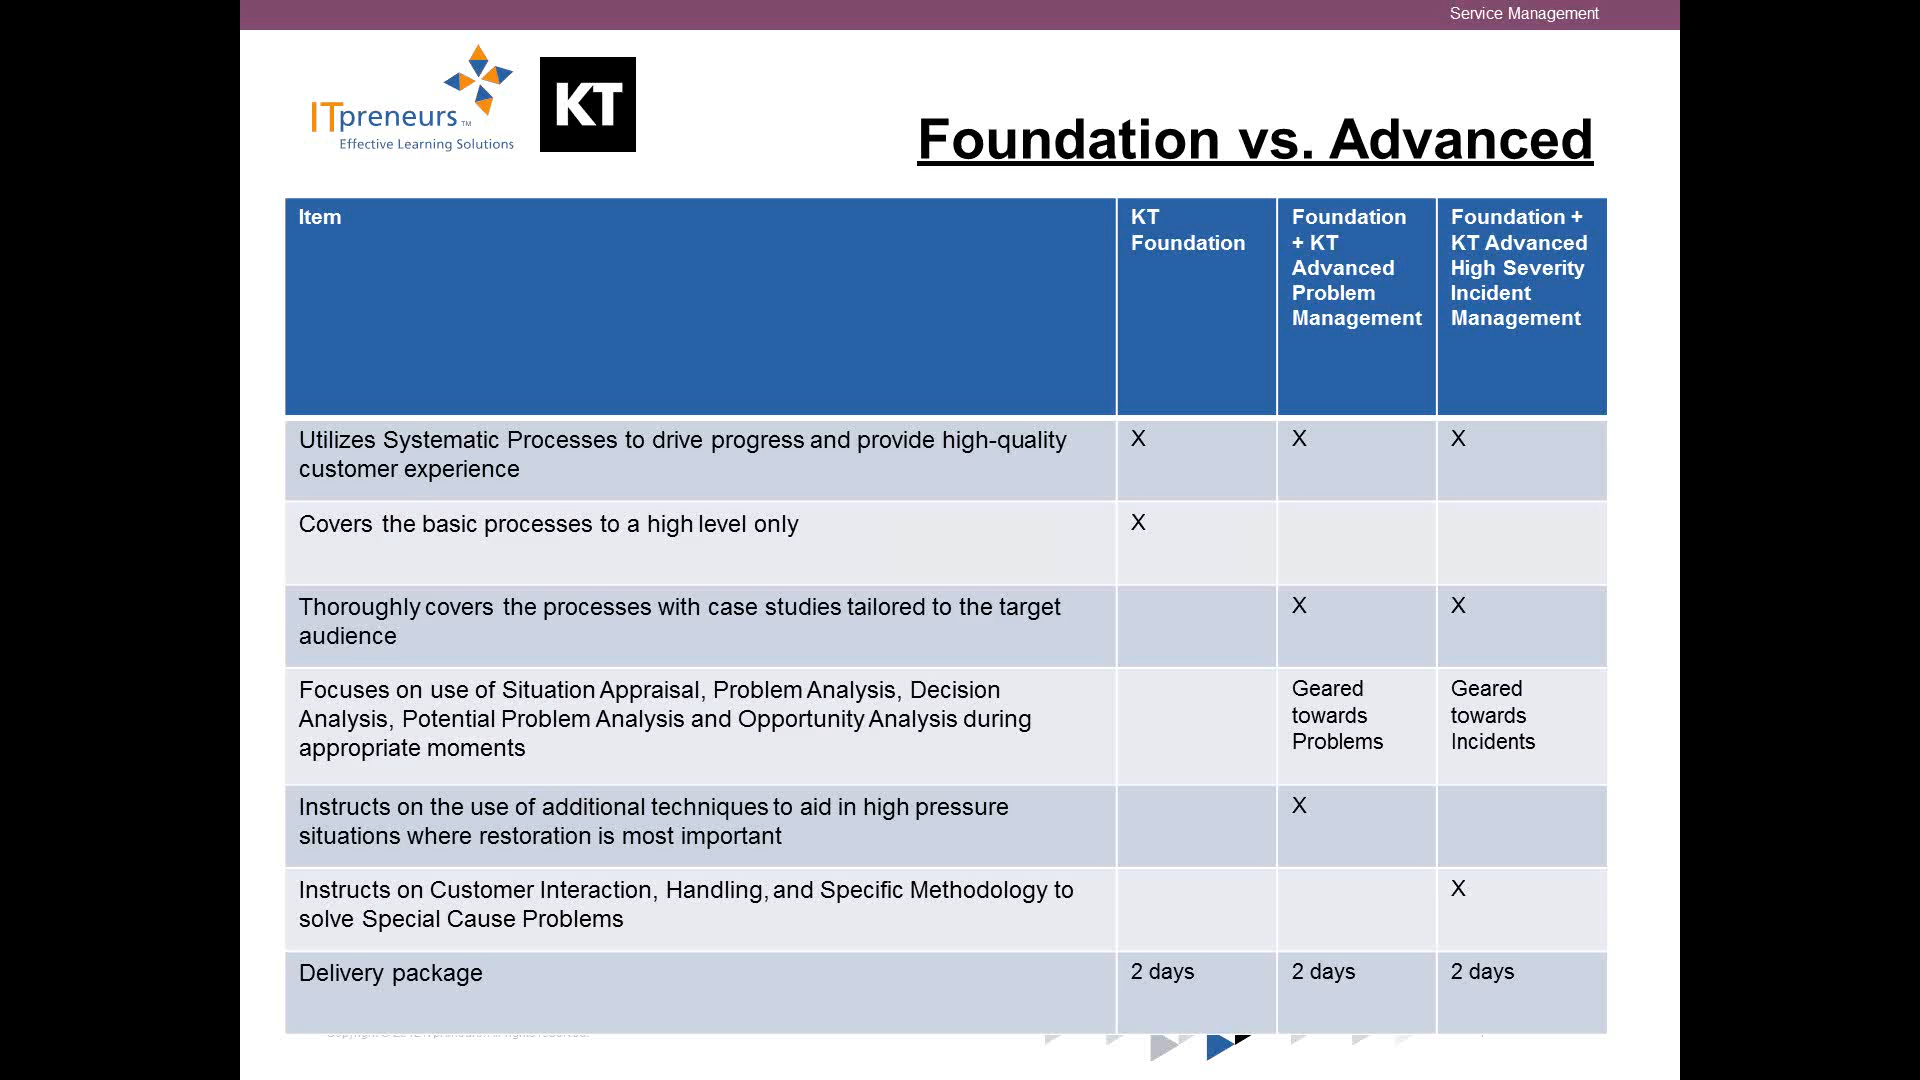 Service Management
ITpreneurs TM
Effective Learning Solutions
KT
Foundation vs. Advanced
Item
KT
Foundation
Foundation
+ KT
Advanced
Problem
Management
Foundation +
KT Advanced
High Severity
Incident
Management
Utilizes Systematic Processes to drive progress and provide high-quality
customer experience
X
X
X
Covers the basic processes to a high level only
X
Thoroughly covers the processes with case studies tailored to the target
audience
X
X
Focuses on use of Situation Appraisal, Problem Analysis, Decision
Analysis, Potential Problem Analysis and Opportunity Analysis during
appropriate moments
Geared
towards
Problems
Geared
towards
Incidents
Instructs on the use of additional techniques to aid in high pressure
situations where restoration is most important
X
Instructs on Customer Interaction, Handling, and Specific Methodology to
solve Special Cause Problems
X
Delivery package
2 days
2 days
2 days